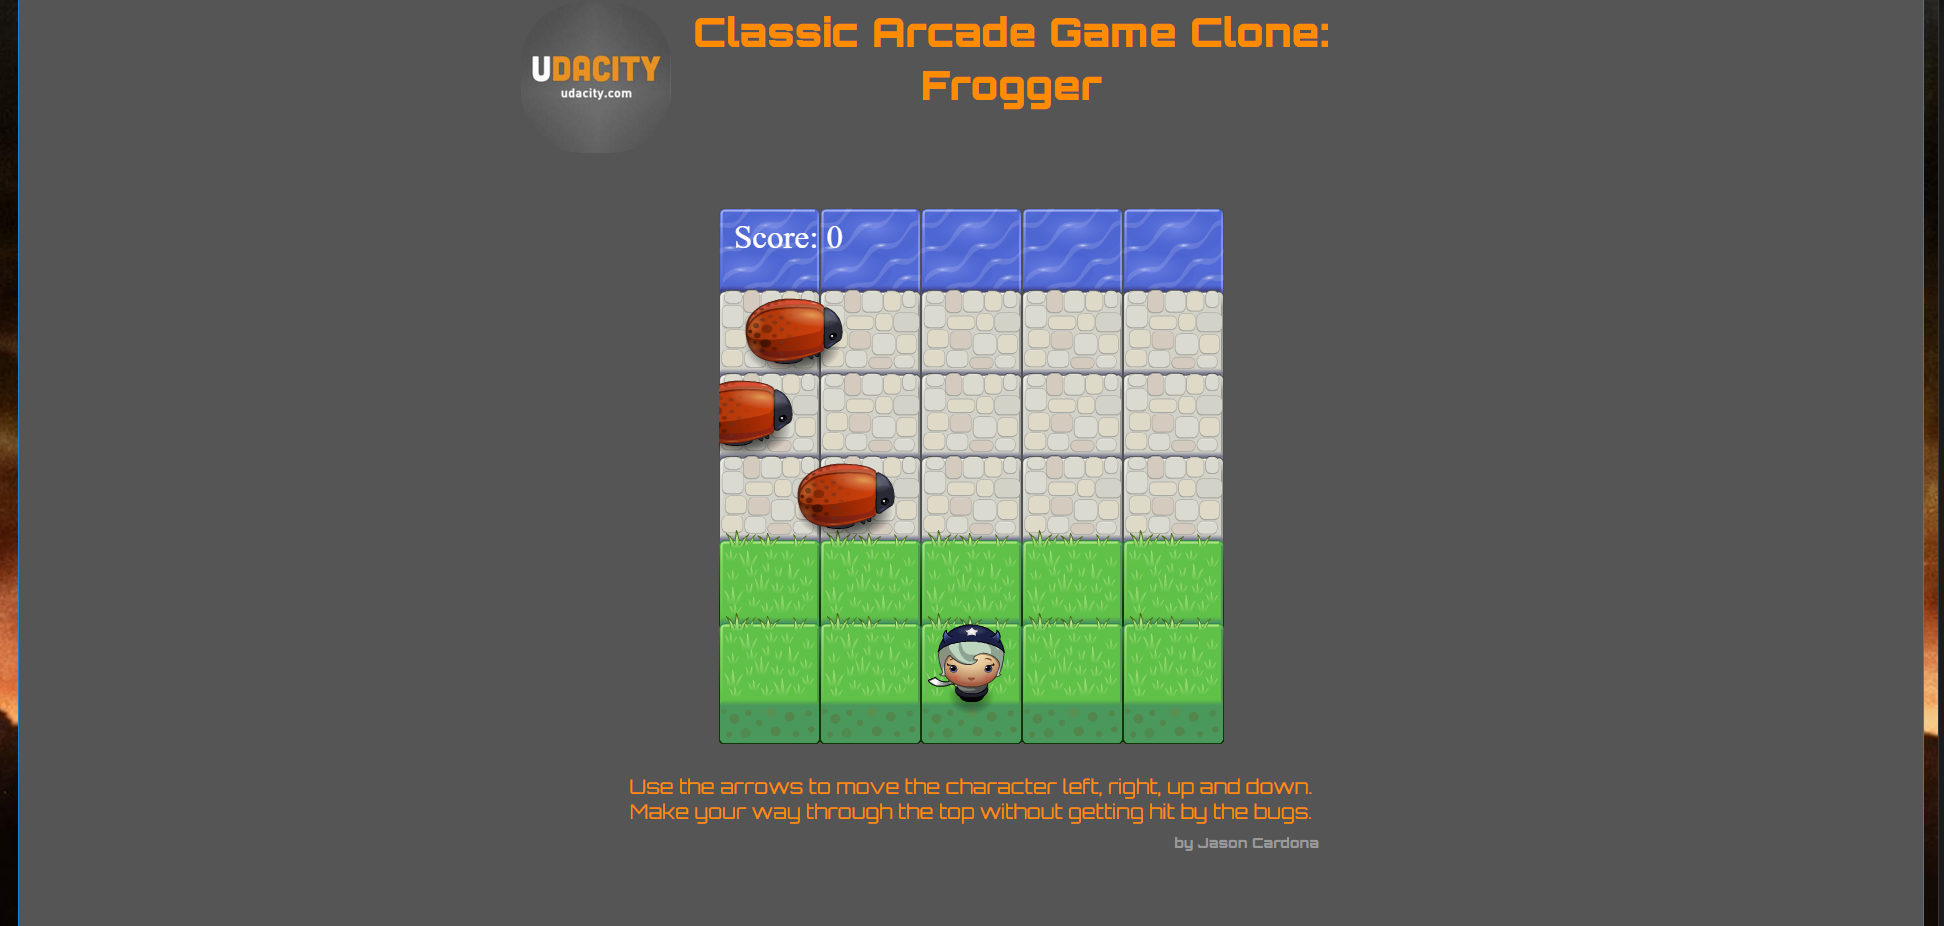 UDACITY
udacity.com
Classic Arcade Game Clone:
Frogger
Score: 0
Use the arrows to move the character left, right, up and down.
Make your way through the top without getting hit by the bugs.
by Jason Cardona